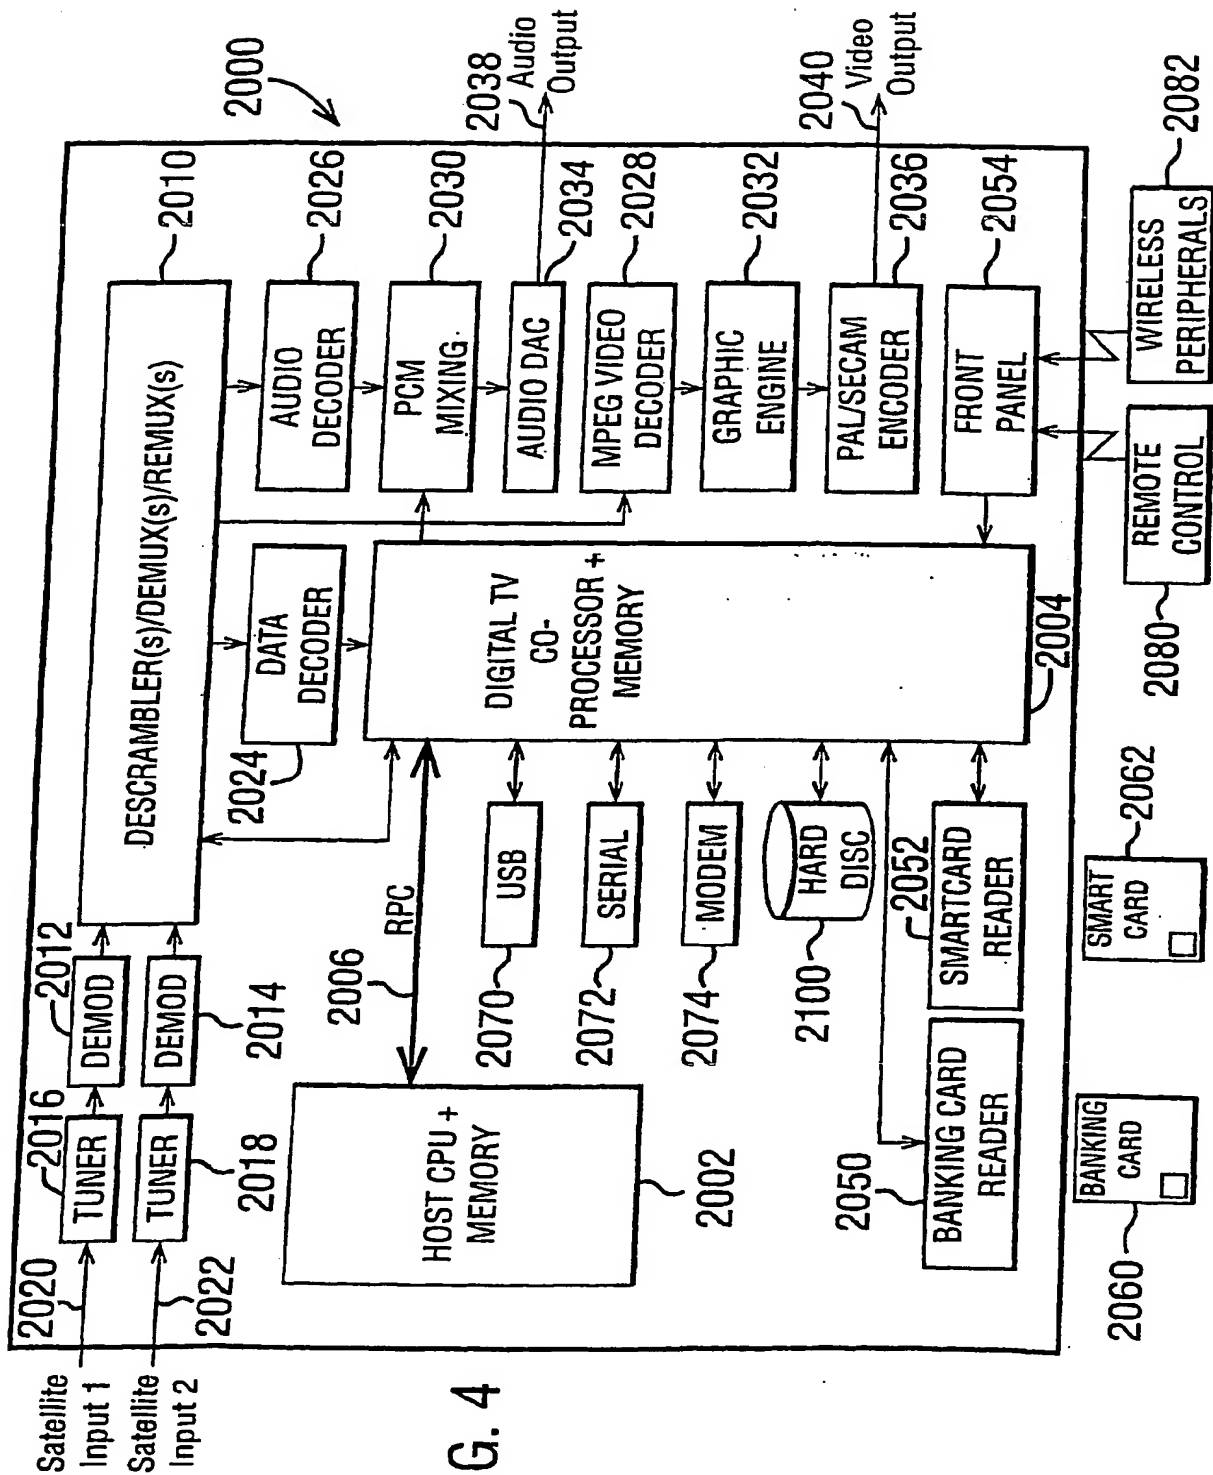 2000
Satellite
Input 1
2020
Satellite
Input 2
2022
TUNER
2016
TUNER
2018
DEMOD
2012
DEMOD
2014
DESCRAMBLER(s)/DEMUX(s)/REMUX(s)
2010
DATA
DECODER
2024
AUDIO
DECODER
2026
PCM
MIXING
2030
AUDIO DAC
2034
2038
Audio
Output
MPEG VIDEO
DECODER
2028
GRAPHIC
ENGINE
2032
PAL/SECAM
ENCODER
2036
2040
Video
Output
FRONT
PANEL
2054
HOST CPU +
MEMORY
2002
2006
RPC
DIGITAL TV
CO-
PROCESSOR +
MEMORY
2004
USB
2070
SERIAL
2072
MODEM
2074
HARD
DISC
2100
SMARTCARD
READER
2052
BANKING CARD
READER
2050
BANKING
CARD
2060
SMART
CARD
2062
REMOTE
CONTROL
2080
WIRELESS
PERIPHERALS
2082
G. 4